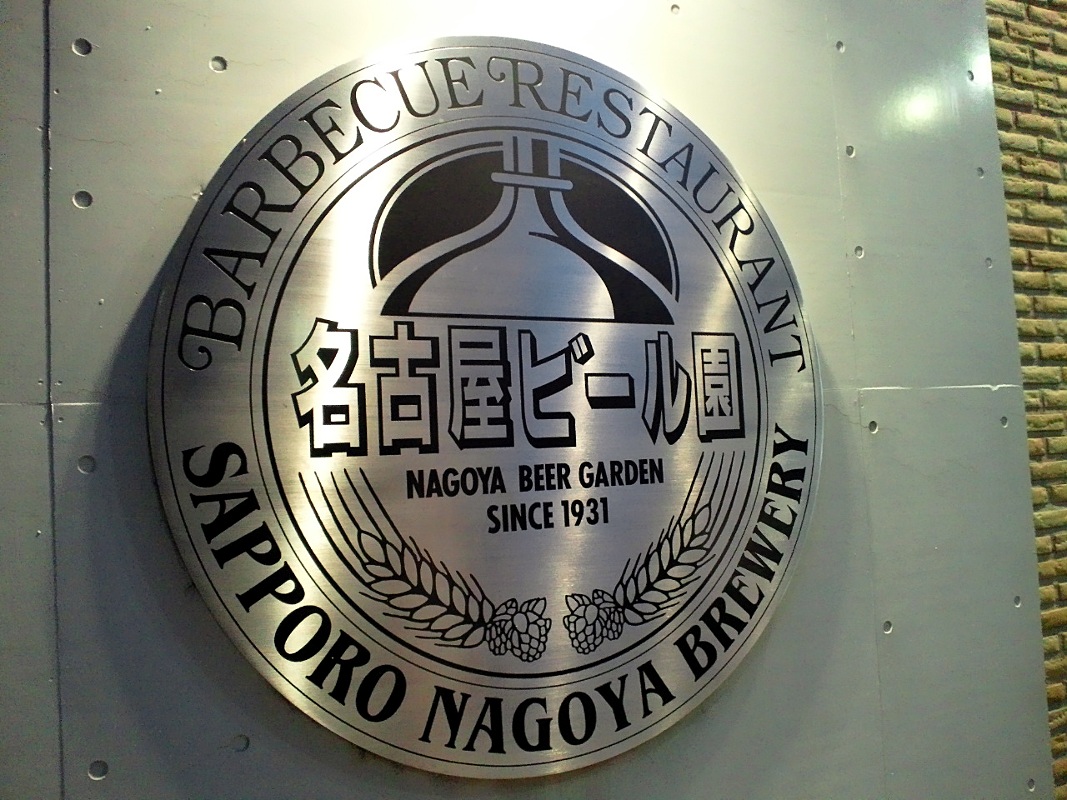 BARBECUE RESTAURANT
名古屋ビール園
NAGOYA BEER GARDEN
SINCE 1931
SAPPORO NAGOYA BREWERY